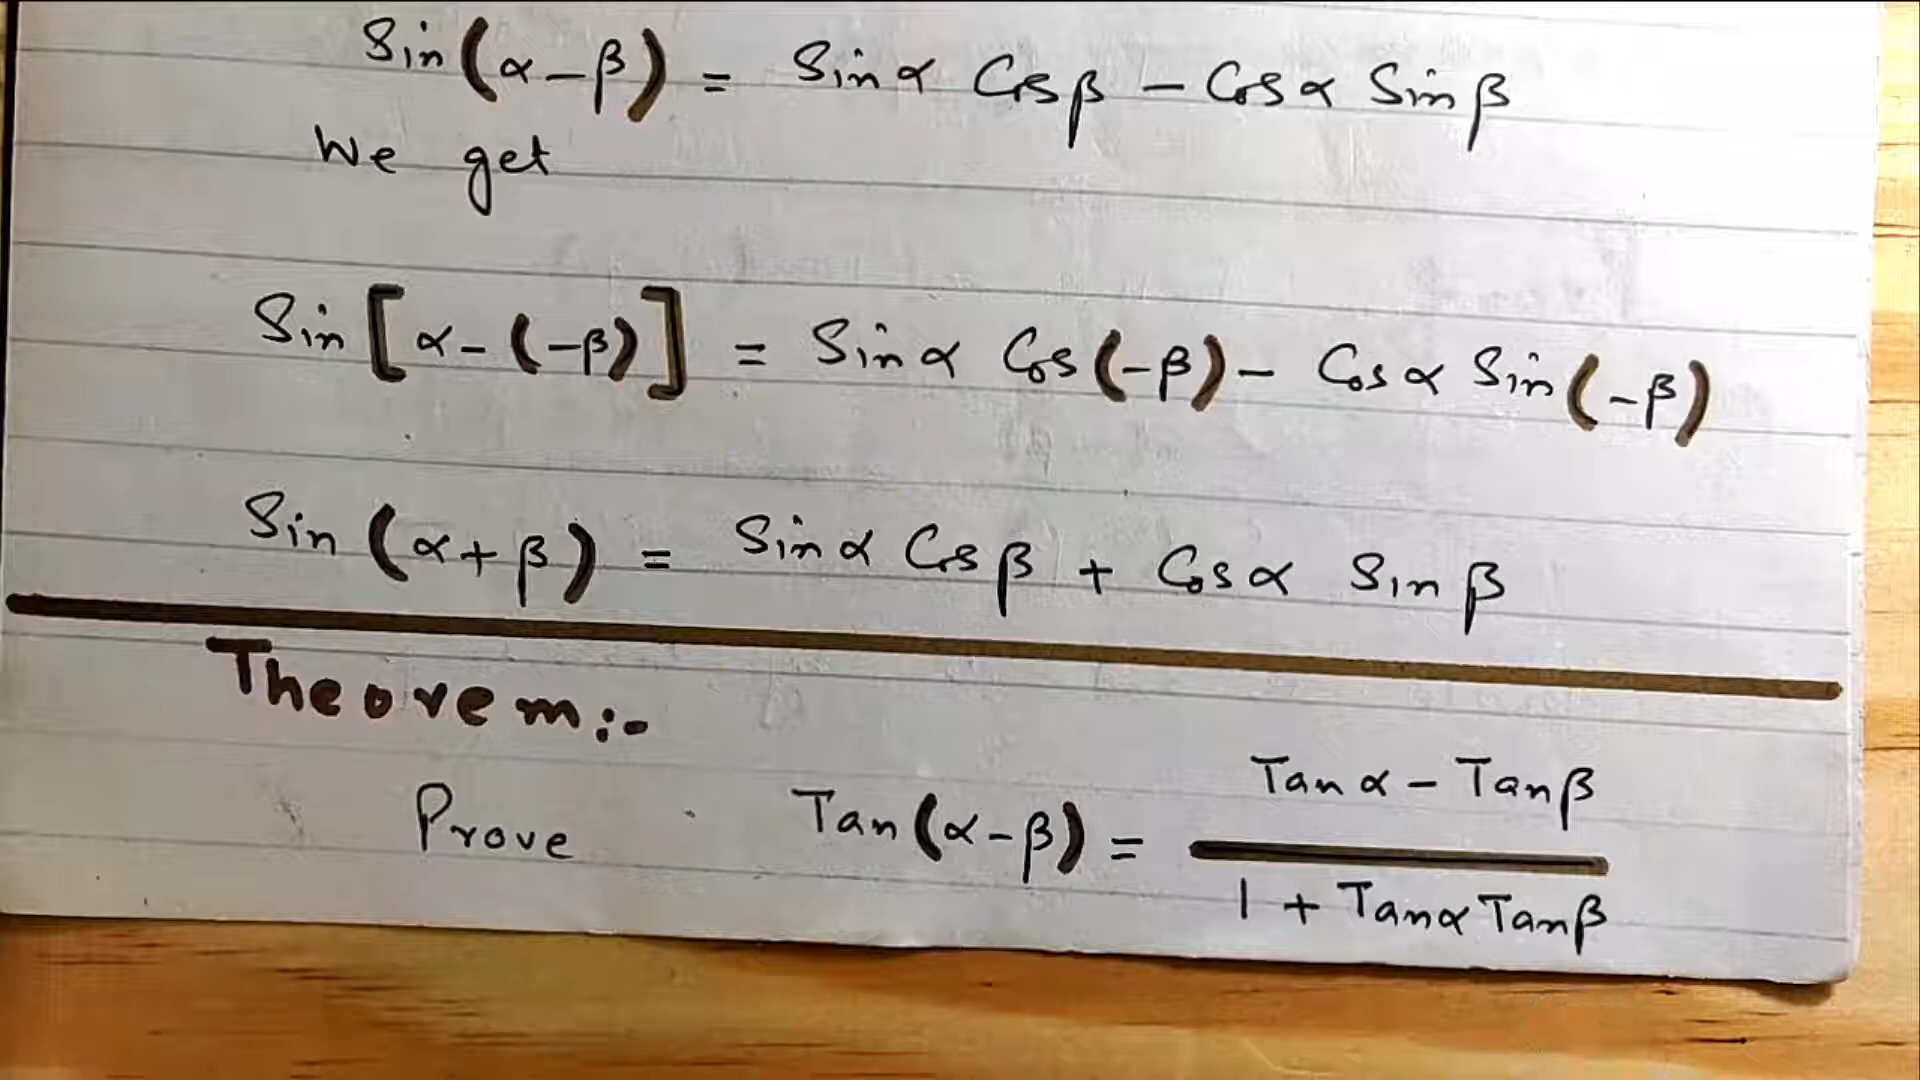 Sin(α-β) = Sinα Cosβ - Cosα Sinβ
We get
Sin[α-(-β)] = Sinα Cos(-β) - Cosα Sin(-β)
Sin(α+β) = Sinα Cosβ + Cosα Sinβ
Theorem:-
Tanα - Tanβ
Prove Tan(α-β) =
1 + Tanα Tanβ